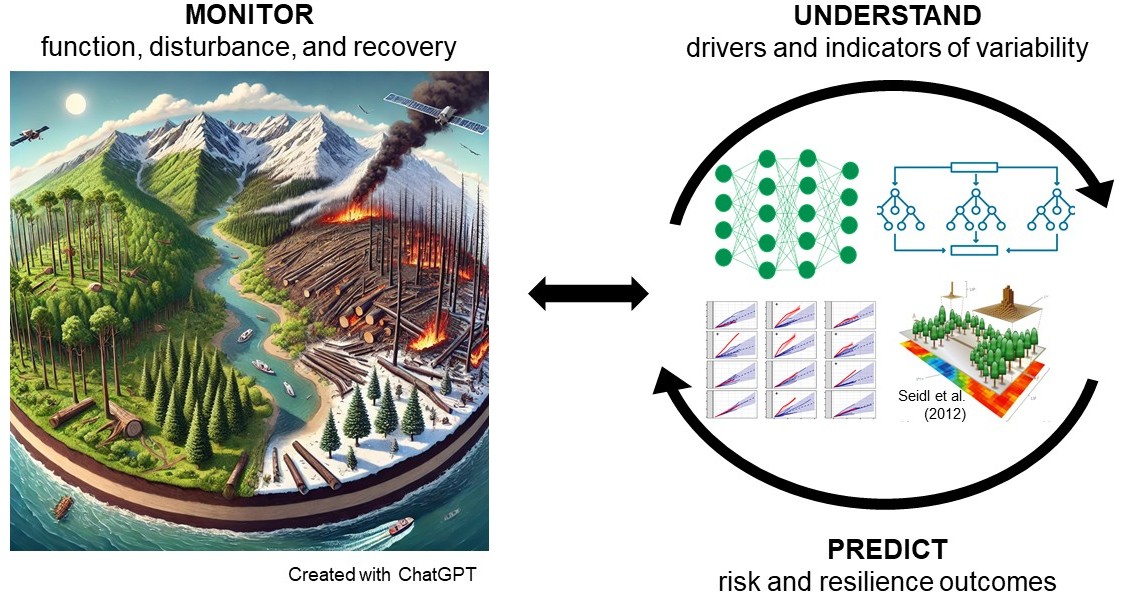 MONITOR
function, disturbance, and recovery
Created with ChatGPT
UNDERSTAND
drivers and indicators of variability
Seidl et al.
(2012)
PREDICT
risk and resilience outcomes